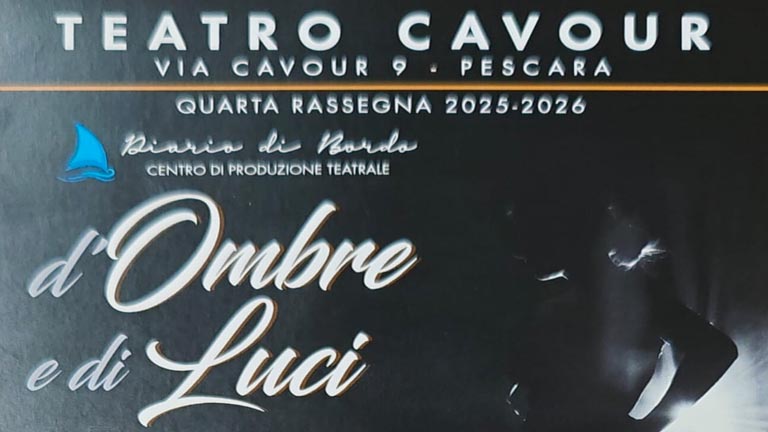 TEATRO CAVOUR
VIA CAVOUR 9 · PESCARA
QUARTA RASSEGNA 2025-2026
Diario di Bordo
CENTRO DI PRODUZIONE TEATRALE
d'Ombre
e di Luci